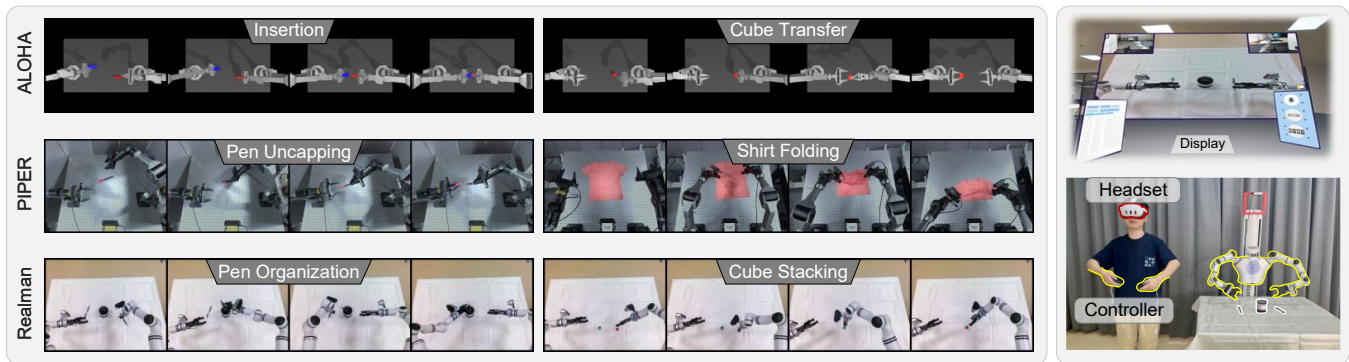 ALOHA
Insertion
Cube Transfer
PIPER
Pen Uncapping
Shirt Folding
Realman
Pen Organization
Cube Stacking
Display
Headset
Controller